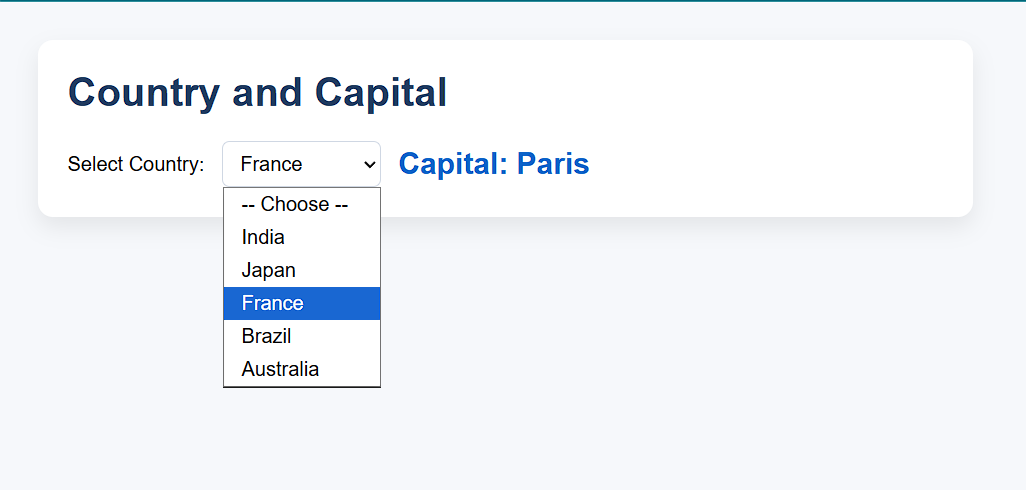 Country and Capital
Select Country: France Capital: Paris
-- Choose --
India
Japan
France
Brazil
Australia